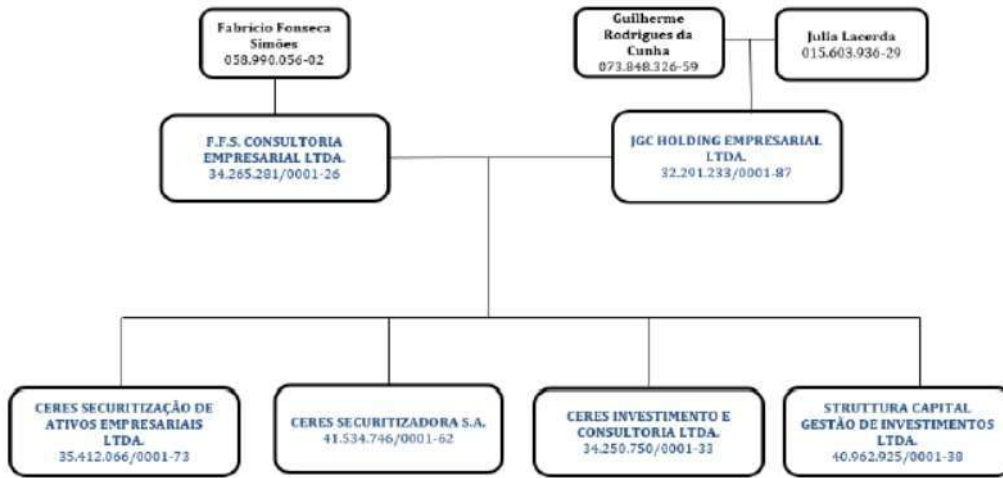 Fabrício Fonseca
Simões
058.990.056-02
Guilherme
Rodrigues da
Cunha
073.848.326-59
Julia Lacerda
015.603.936-29
F.F.S. CONSULTORIA
EMPRESARIAL LTDA.
34.265.281/0001-26
JGC HOLDING EMPRESARIAL
LTDA.
32.291.233/0001-87
CERES SECURITIZAÇÃO DE
ATIVOS EMPRESARIAIS
LTDA.
35.412.066/0001-73
CERES SECURITIZADORA S.A.
41.534.746/0001-62
CERES INVESTIMENTO E
CONSULTORIA LTDA.
34.250.750/0001-33
STRUTTURA CAPITAL
GESTÃO DE INVESTIMENTOS
LTDA.
40.962.925/0001-38